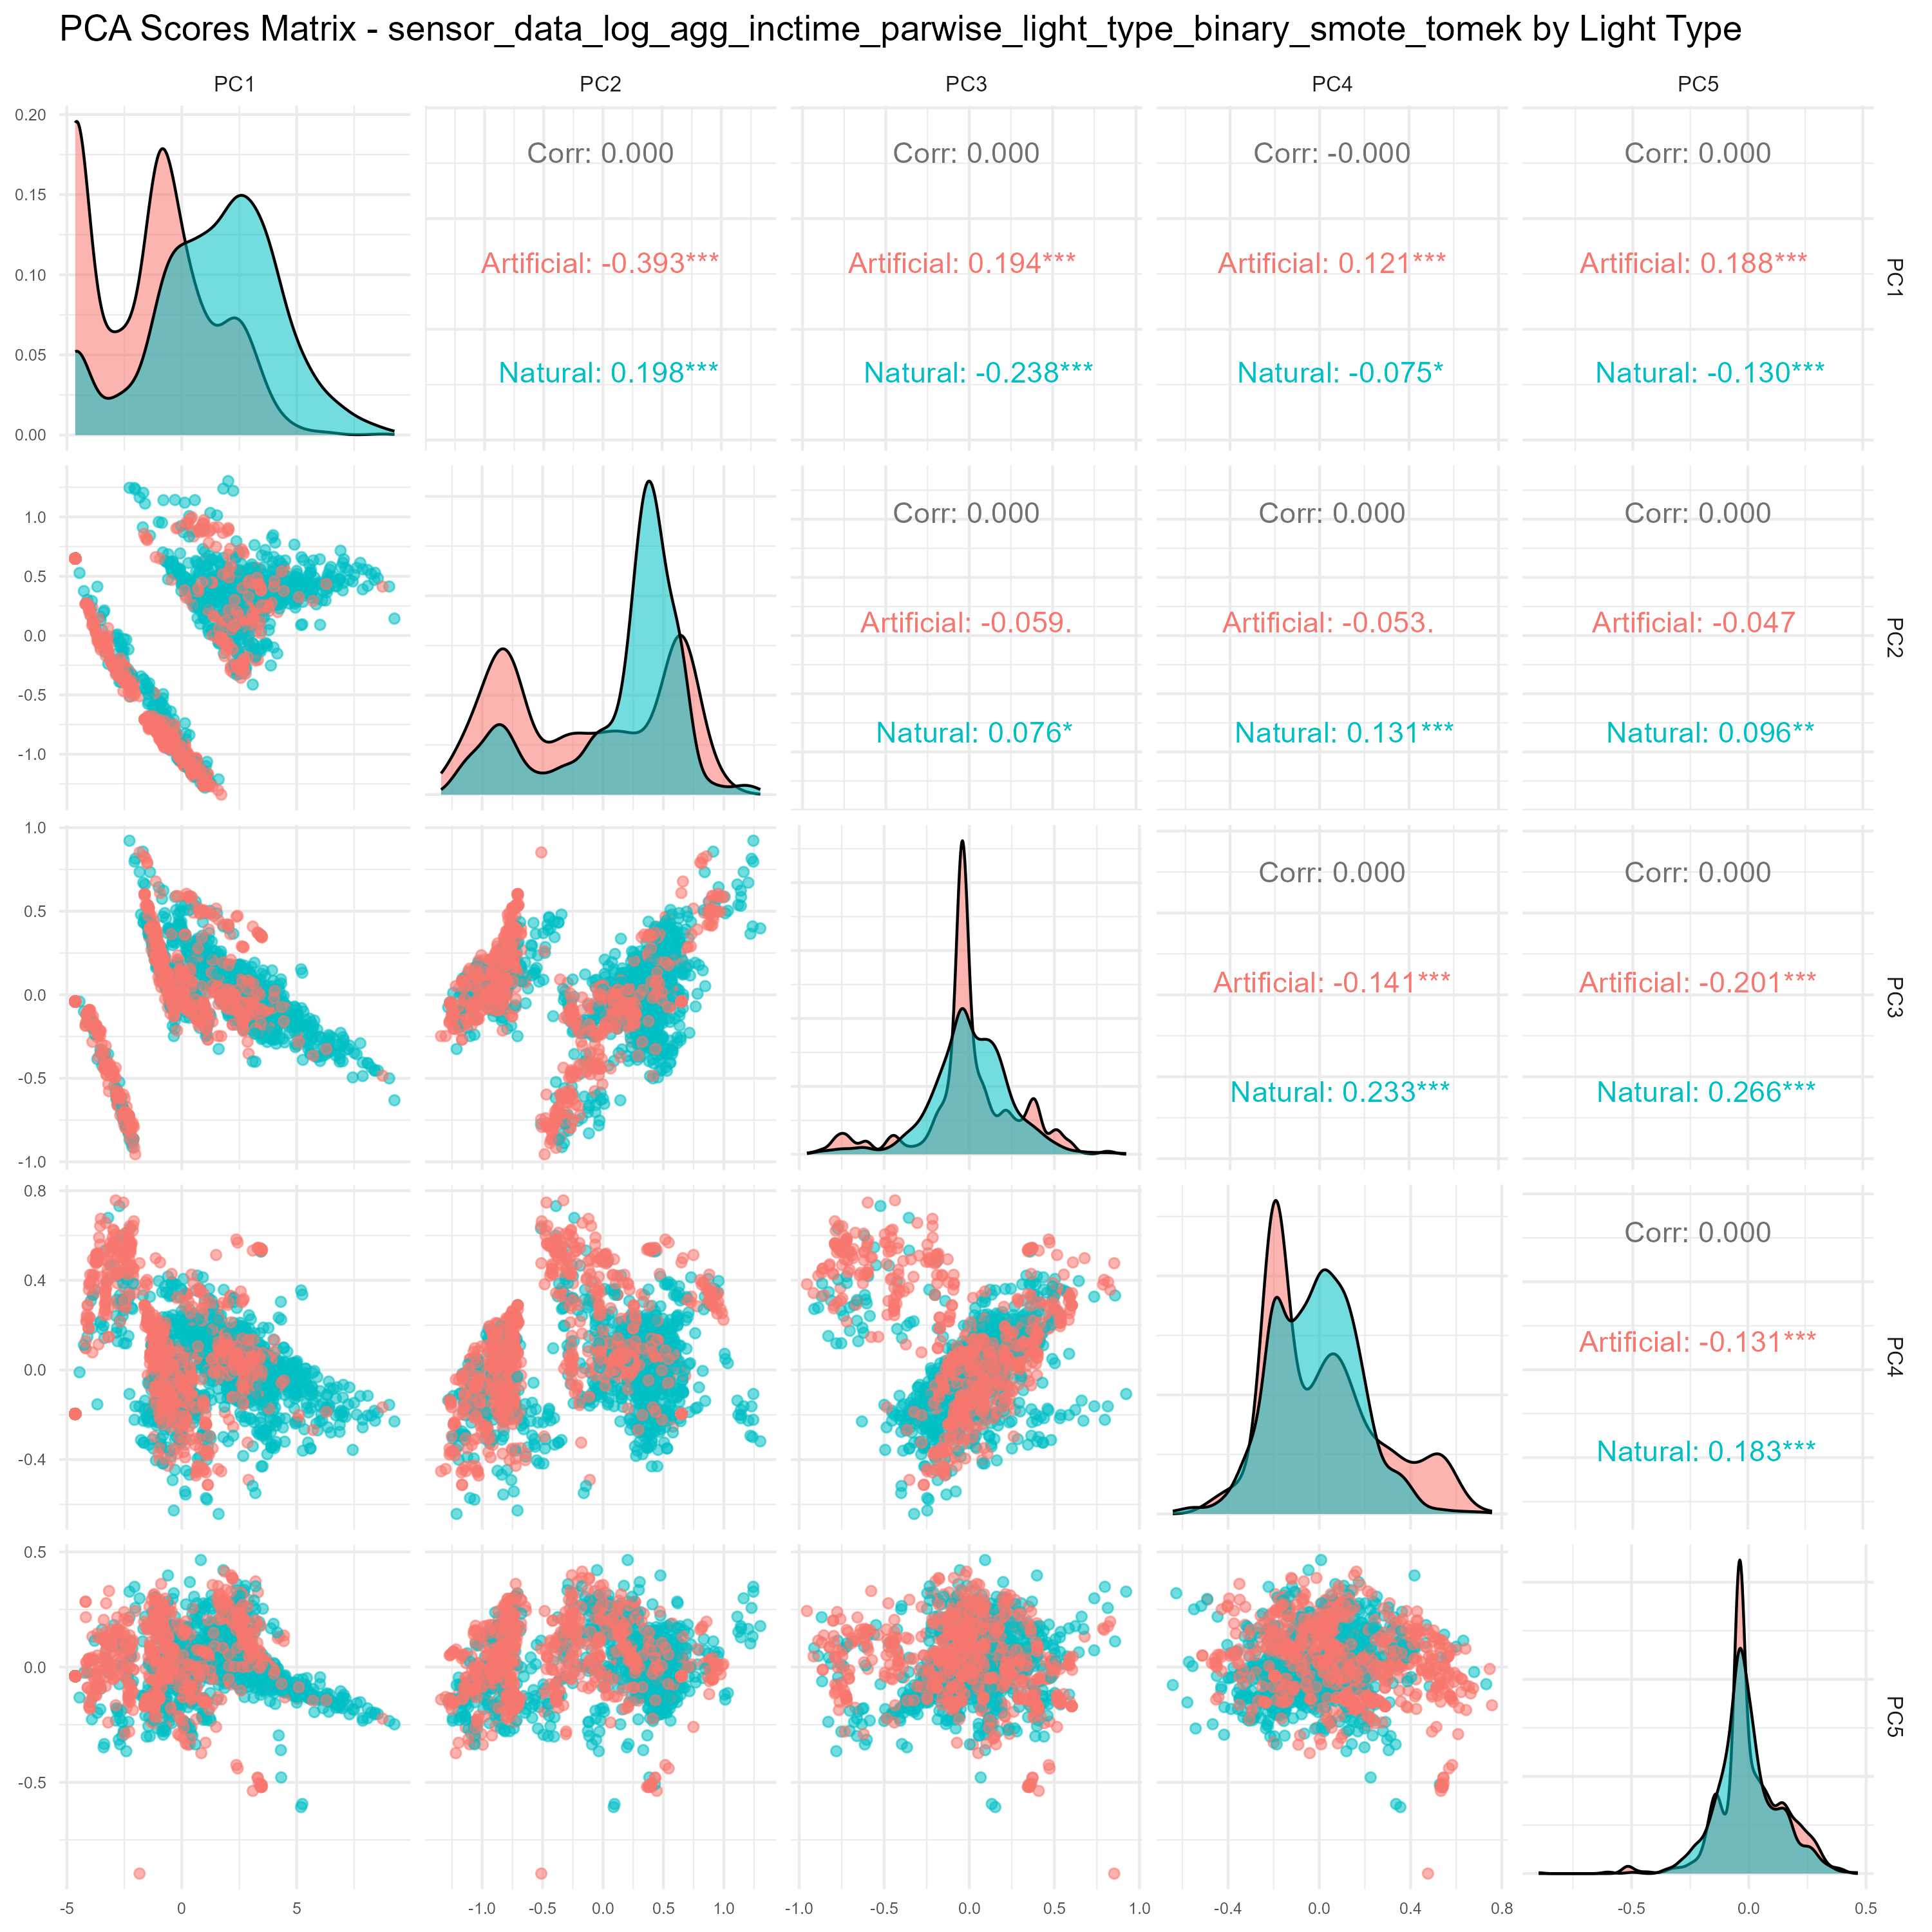 PCA Scores Matrix - sensor_data_log_agg_inctime_parwise_light_type_binary_smote_tomek by Light Type
PC1 PC2 PC3 PC4 PC5
0.20
0.15
0.10
0.05
0.00
Corr: 0.000
Artificial: -0.393***
Natural: 0.198***
Corr: 0.000
Artificial: 0.194***
Natural: -0.238***
Corr: -0.000
Artificial: 0.121***
Natural: -0.075*
Corr: 0.000
Artificial: 0.188***
Natural: -0.130***
PC1
1.0
0.5
0.0
-0.5
-1.0
Corr: 0.000
Artificial: -0.059.
Natural: 0.076*
Corr: 0.000
Artificial: -0.053.
Natural: 0.131***
Corr: 0.000
Artificial: -0.047
Natural: 0.096**
PC2
1.0
0.5
0.0
-0.5
-1.0
Corr: 0.000
Artificial: -0.141***
Natural: 0.233***
Corr: 0.000
Artificial: -0.201***
Natural: 0.266***
PC3
0.8
0.4
0.0
-0.4
Corr: 0.000
Artificial: -0.131***
Natural: 0.183***
PC4
0.5
0.0
-0.5
PC5
-5 0 5
-1.0 -0.5 0.0 0.5 1.0
-1.0 -0.5 0.0 0.5 1.0
-0.4 0.0 0.4 0.8
-0.5 0.0 0.5